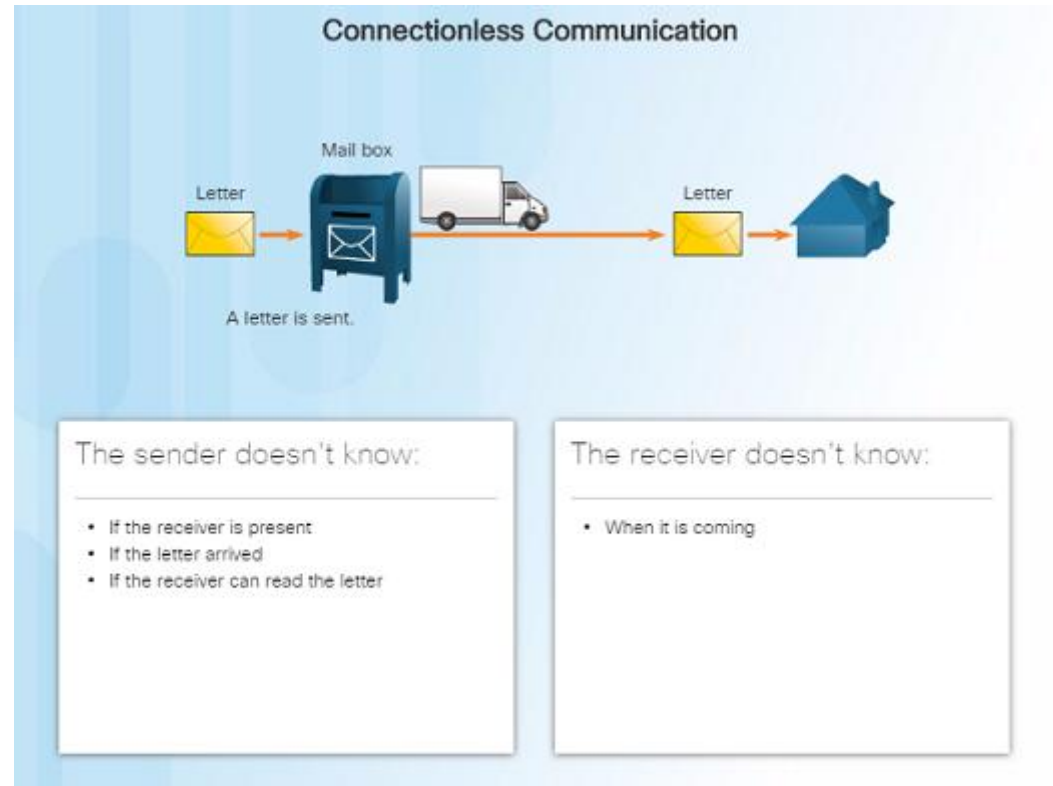 Connectionless Communication
Mail box
Letter
Letter
A letter is sent.
The sender doesn't know:
• If the receiver is present
• If the letter arrived
• If the receiver can read the letter
The receiver doesn't know:
• When it is coming